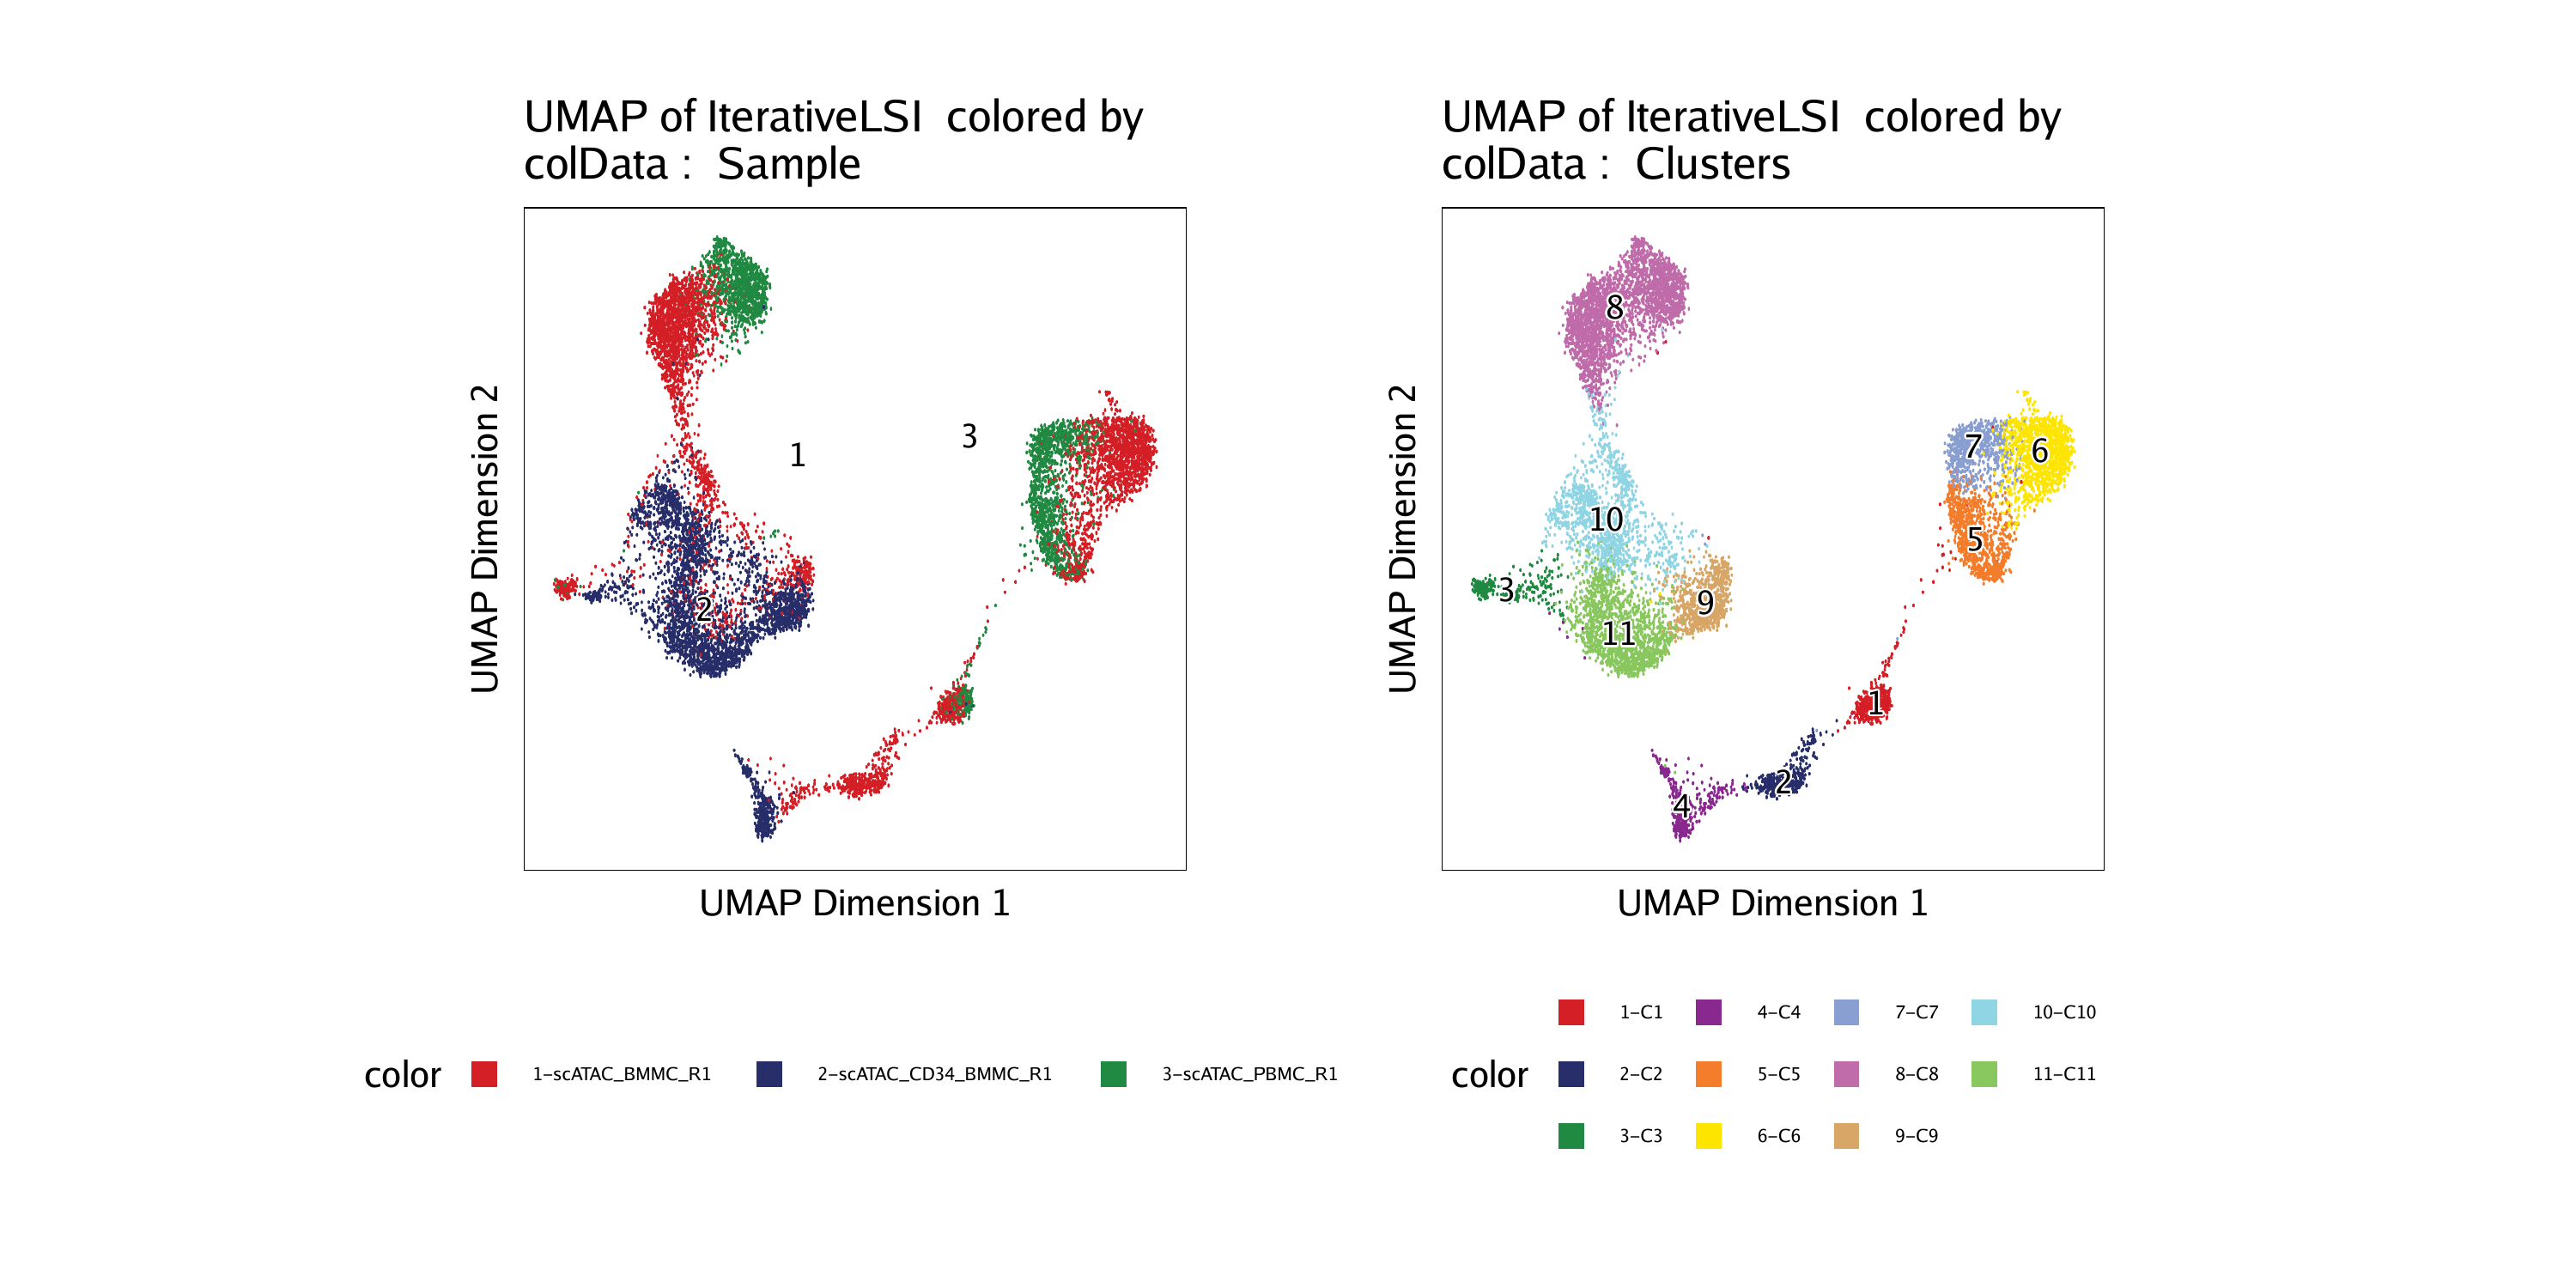 UMAP of IterativeLSI  colored by
colData :  Sample
UMAP Dimension 2
1
3
2
UMAP Dimension 1
color
1−scATAC_BMMC_R1
2−scATAC_CD34_BMMC_R1
3−scATAC_PBMC_R1
UMAP of IterativeLSI  colored by
colData :  Clusters
UMAP Dimension 2
8
7
6
10
5
3
9
11
1
2
4
UMAP Dimension 1
color
1−C1
4−C4
7−C7
10−C10
2−C2
5−C5
8−C8
11−C11
3−C3
6−C6
9−C9